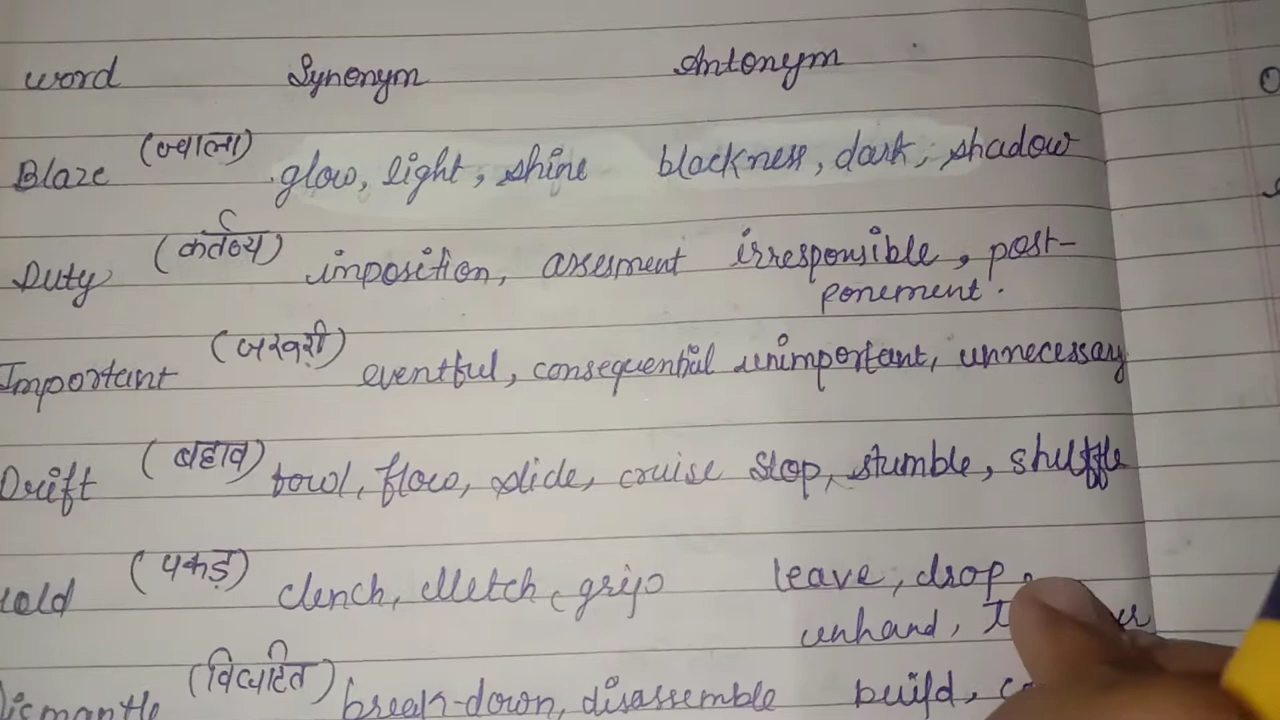 word Synonym Antonym
Blaze (ज्वाला) glow, light, shine blackness, dark, shadow
Duty (कर्तव्य) imposition, assesment irresponsible, post-
ponement.
Important (जरूरी) eventful, consequential unimportant, unnecessary
Drift (बहाव) bowl, flow, slide, cruise stop, stumble, shuffle
(पकड़) clench, clutch, grip leave, drop,
unhand,
(विघटित) break-down, disassemble build,